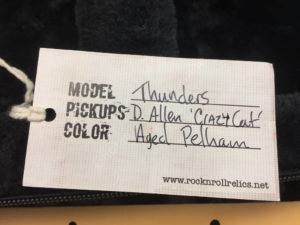 MODEL Thunders
PICKUPS- D. Allen 'Crazy Cat'
COLOR 'Aged Pelham
www.rocknrollrelics.net